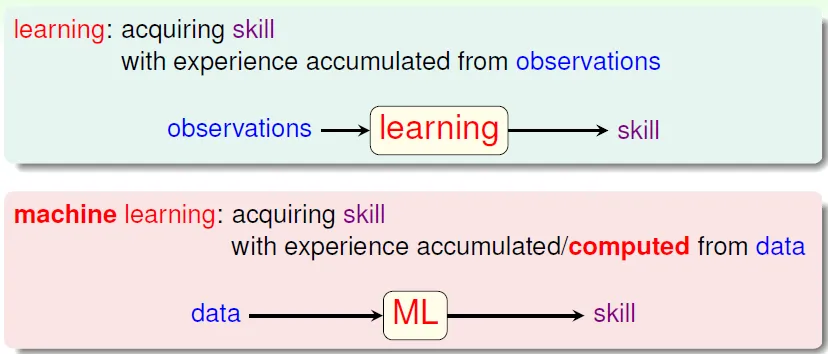 learning: acquiring skill
with experience accumulated from observations
observations learning skill
machine learning: acquiring skill
with experience accumulated/computed from data
data ML skill